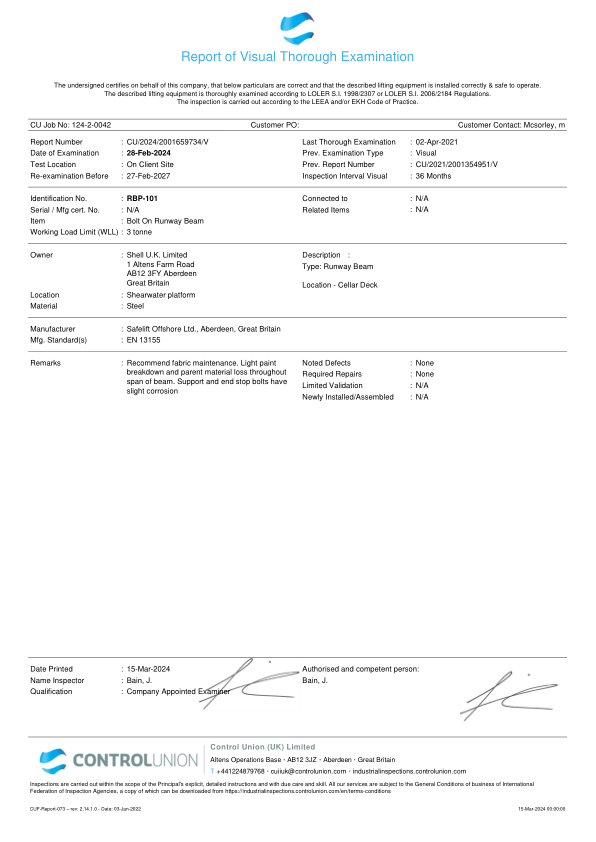 Report of Visual Thorough Examination
The undersigned certifies on behalf of this company, that below particulars are correct and that the described lifting equipment is installed correctly & safe to operate.
The described lifting equipment is thoroughly examined according to LOLER S.I. 1998/2307 or LOLER S.I. 2006/2184 Regulations.
The inspection is carried out according to the LEEA and/or EKH Code of Practice.
CU Job No: 124-2-0042 Customer PO: Customer Contact: Mcsorley, m
Report Number : CU/2024/2001659734/V Last Thorough Examination : 02-Apr-2021
Date of Examination : 28-Feb-2024 Prev. Examination Type : Visual
Test Location : On Client Site Prev. Report Number : CU/2021/2001354951/V
Re-examination Before : 27-Feb-2027 Inspection Interval Visual : 36 Months
Identification No. : RBP-101 Connected to : N/A
Serial / Mfg cert. No. : N/A Related Items : N/A
Item : Bolt On Runway Beam
Working Load Limit (WLL) : 3 tonne
Owner : Shell U.K. Limited Description :
1 Altens Farm Road Type: Runway Beam
AB12 3FY Aberdeen
Great Britain Location - Cellar Deck
Location : Shearwater platform
Material : Steel
Manufacturer : Safelift Offshore Ltd., Aberdeen, Great Britain
Mfg. Standard(s) : EN 13155
Remarks : Recommend fabric maintenance. Light paint Noted Defects : None
breakdown and parent material loss throughout Required Repairs : None
span of beam. Support and end stop bolts have Limited Validation : N/A
slight corrosion Newly Installed/Assembled : N/A
Date Printed : 15-Mar-2024 Authorised and competent person:
Name Inspector : Bain, J. Bain, J.
Qualification : Company Appointed Examiner
CONTROLUNION
Control Union (UK) Limited
Altens Operations Base · AB12 3JZ · Aberdeen · Great Britain
T +441224879768 · cuiiuk@controlunion.com · industrialinspections.controlunion.com
Inspections are carried out within the scope of the Principal's explicit, detailed instructions and with due care and skill. All our services are subject to the General Conditions of business of International
Federation of Inspection Agencies, a copy of which can be downloaded from https://industrialinspections.controlunion.com/en/terms-conditions
CUF-Report-073 – rev: 2.14.1.0 - Date: 03-Jun-2022 15-Mar-2024 00:00:00